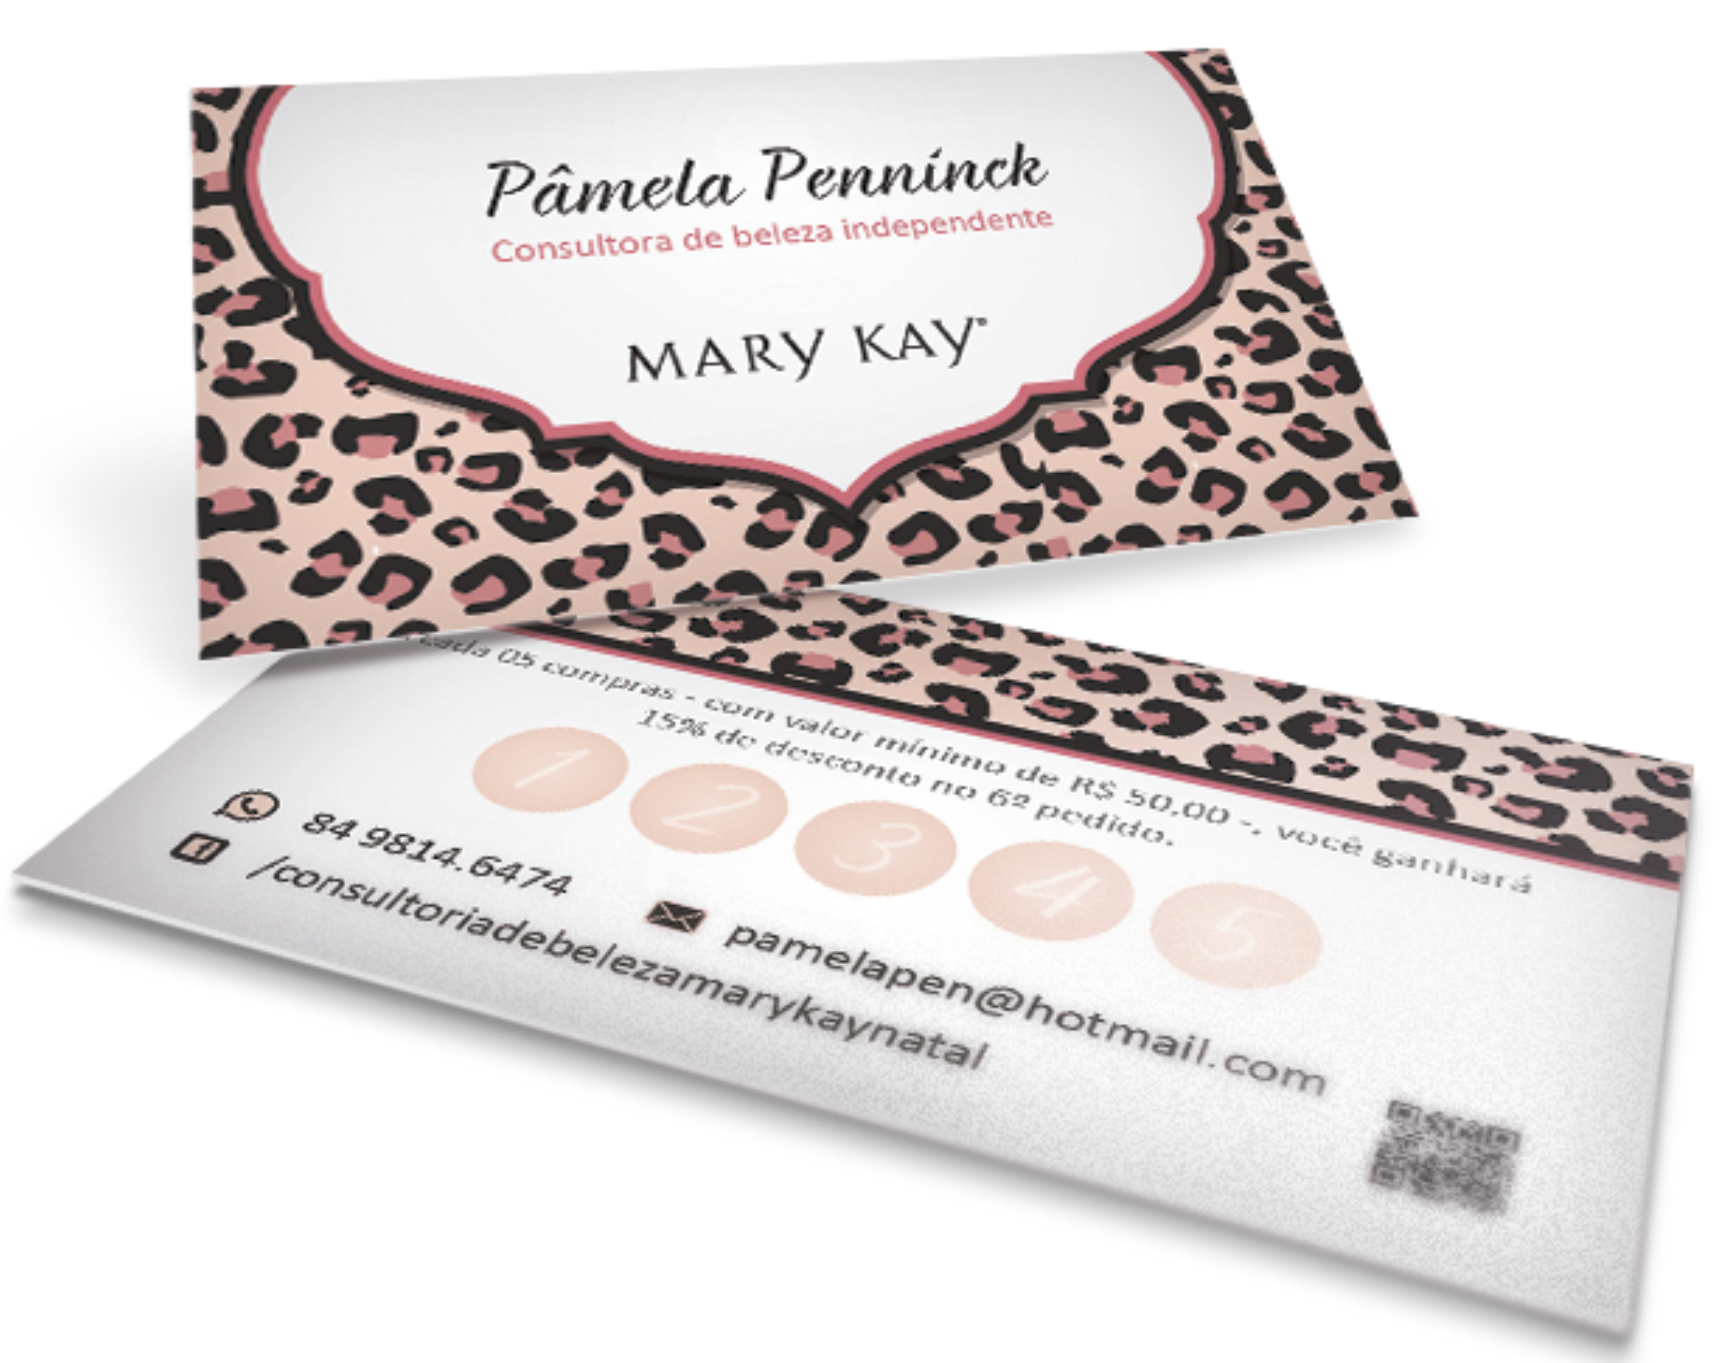 Pâmela Penninck
Consultora de beleza independente
MARY KAY®
cada 05 compras - com valor mínimo de R$ 50,00 -, você ganhará
15% de desconto no 6º pedido.
1 2 3 4 5
84 9814.6474
pamelapen@hotmail.com
/consultoriadebelezamarykaynatal